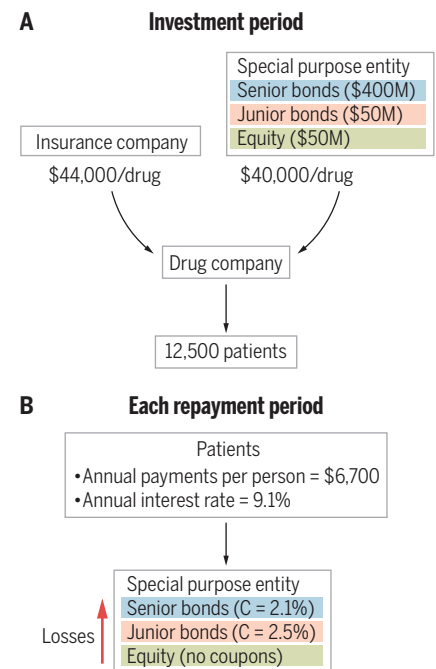 A Investment period
Special purpose entity
Senior bonds ($400M)
Junior bonds ($50M)
Equity ($50M)
Insurance company
$44,000/drug
$40,000/drug
Drug company
12,500 patients
B Each repayment period
Patients
•Annual payments per person = $6,700
•Annual interest rate = 9.1%
Special purpose entity
Senior bonds (C = 2.1%)
Losses
Junior bonds (C = 2.5%)
Equity (no coupons)